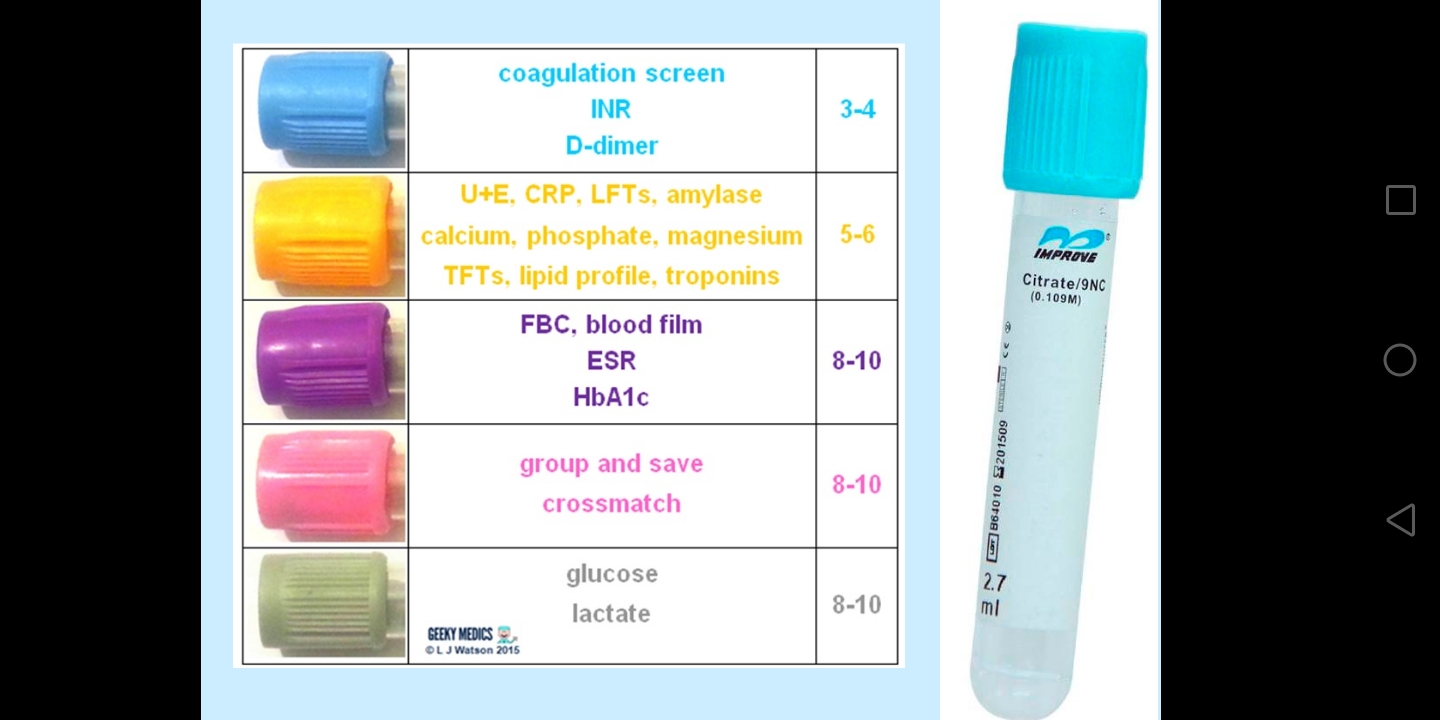 coagulation screen
INR
D-dimer
3-4
U+E, CRP, LFTs, amylase
calcium, phosphate, magnesium
TFTs, lipid profile, troponins
5-6
FBC, blood film
ESR
HbA1c
8-10
group and save
crossmatch
8-10
glucose
lactate
8-10
GEEKY MEDICS
© L J Watson 2015
IMPROVE
Citrate/9NC
(0.109M)
201509
LOT B64010
2.7
ml